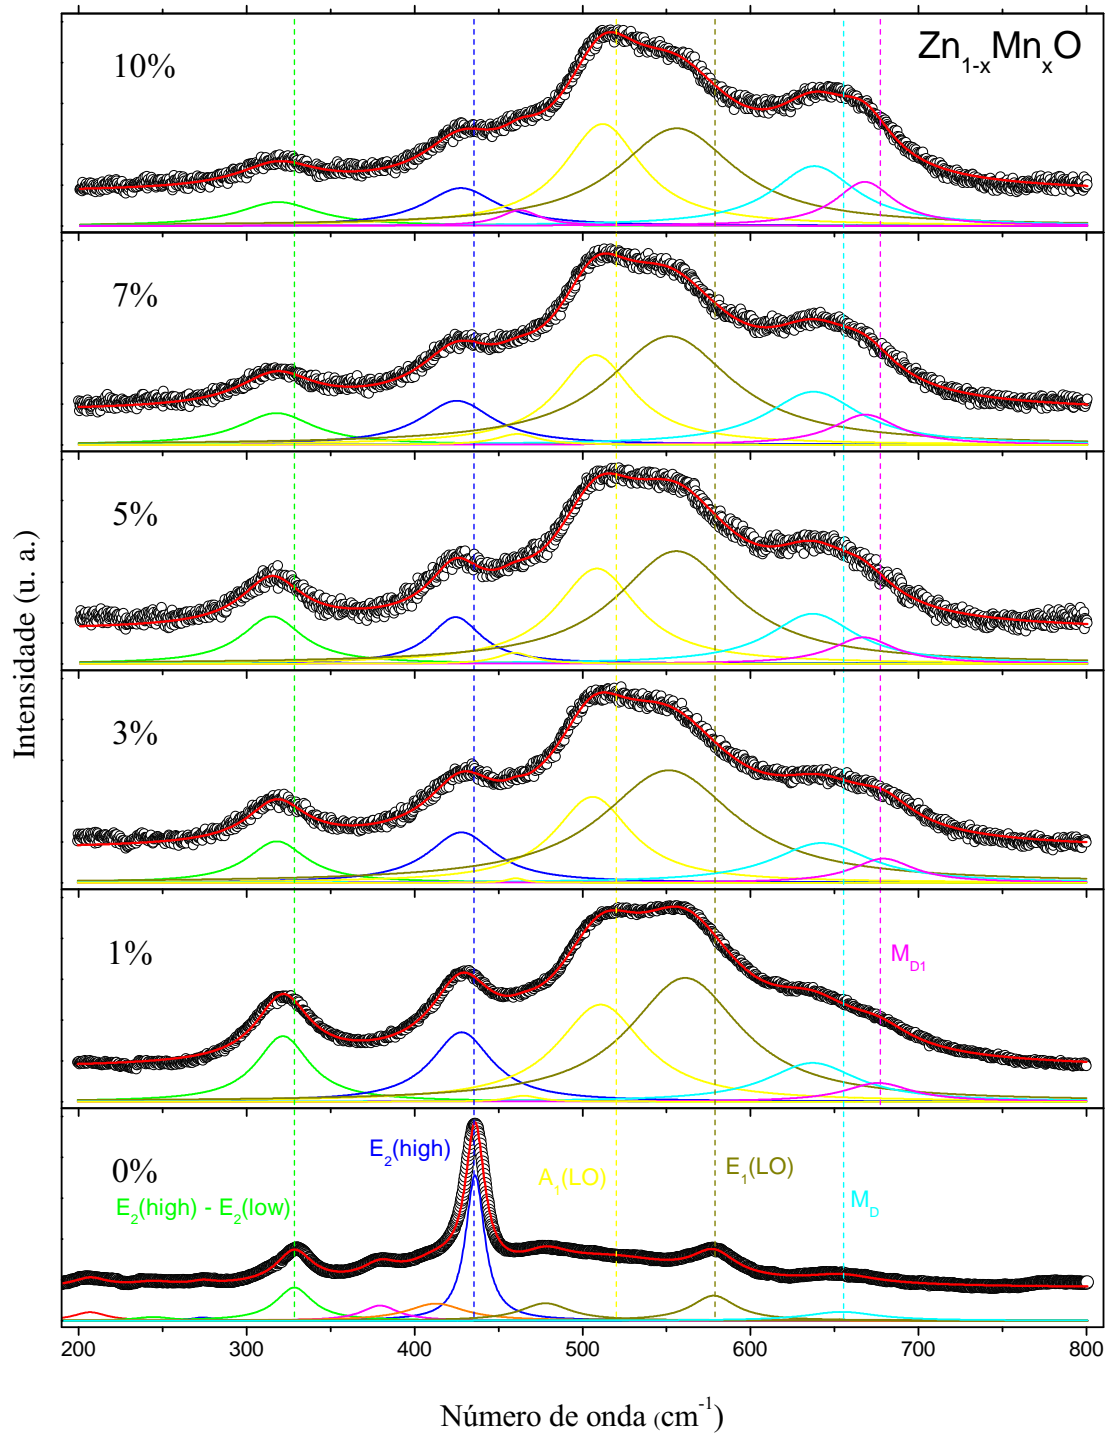 Zn1-xMnxO
10%
7%
5%
3%
1%
MD1
0%
E2(high) - E2(low)
E2(high)
A1(LO)
E1(LO)
MD
200 300 400 500 600 700 800
Número de onda (cm-1)
Intensidade (u. a.)